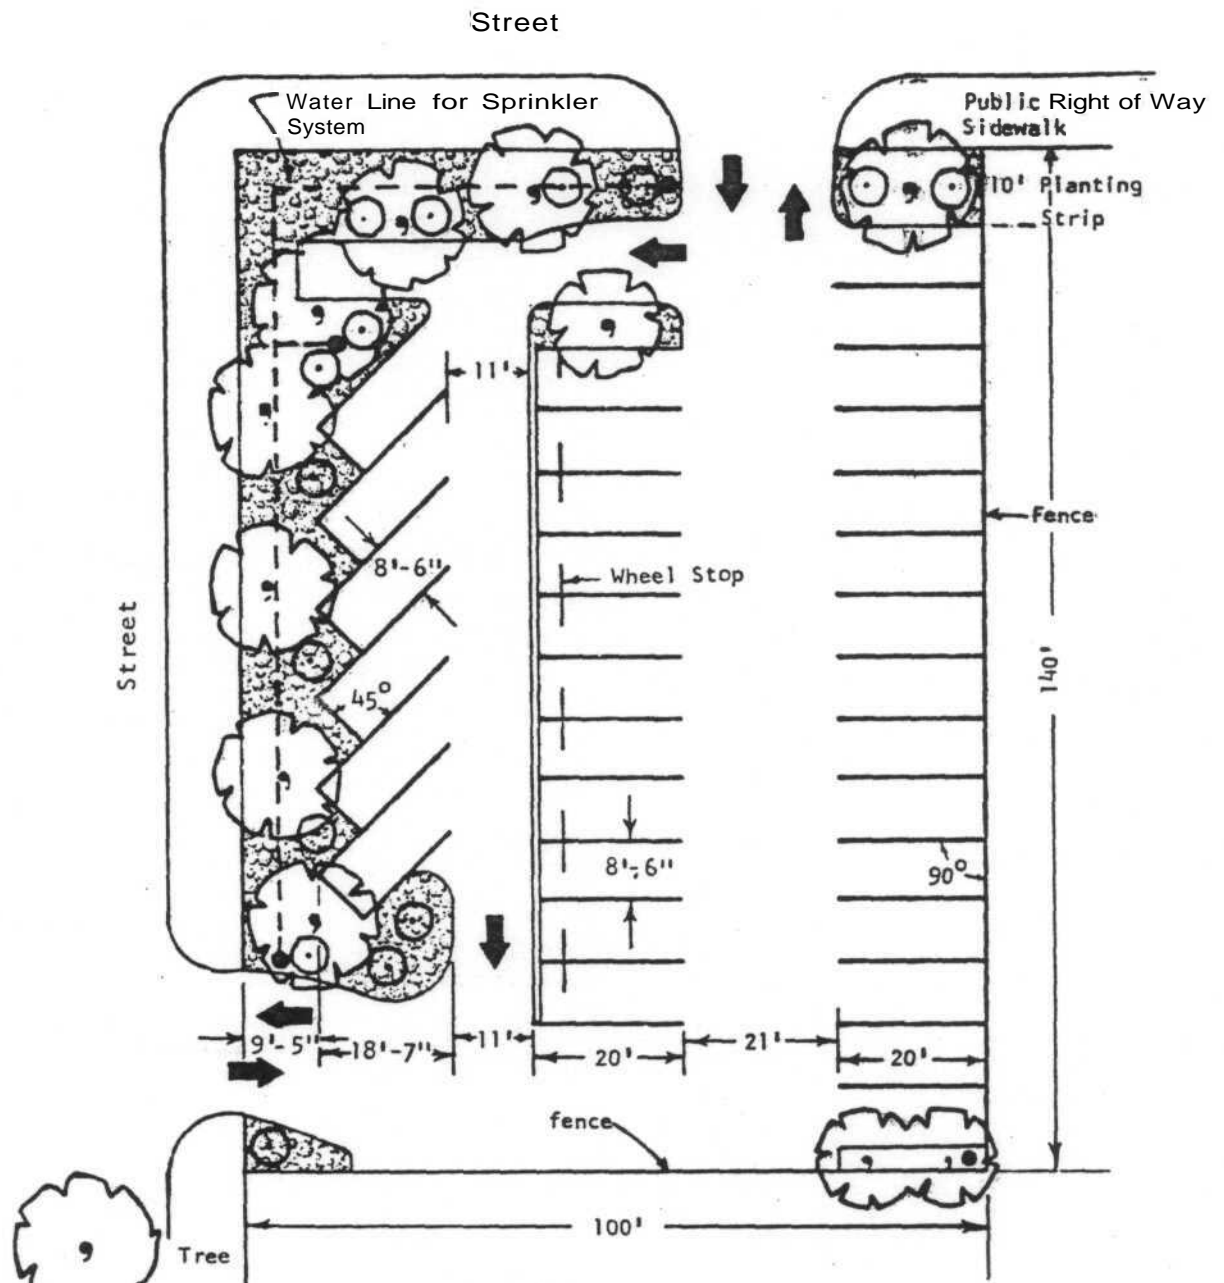 Street
Water Line for Sprinkler
System
Public Right of Way
Sidewalk
10' Planting
Strip
11'
Fence
8'-6"
Wheel Stop
Street
140'
45°
8'-6"
90°
9'-5"
18'-7"
11'
20'
21'
20'
fence
100'
Tree